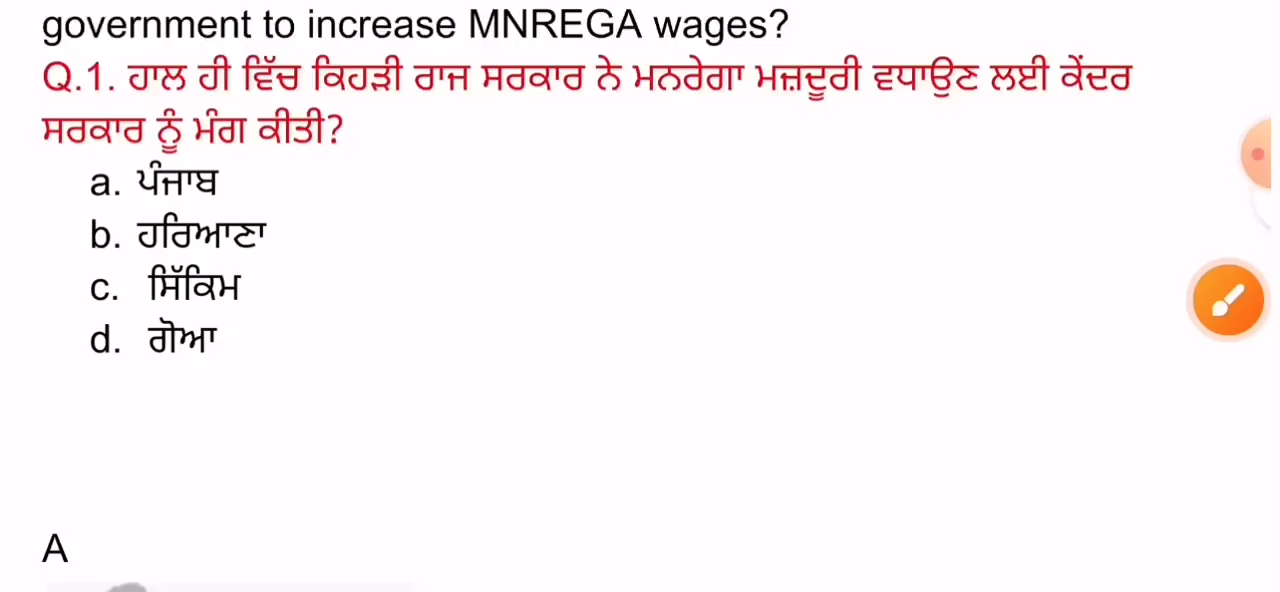 government to increase MNREGA wages?
Q.1. ਹਾਲ ਹੀ ਵਿੱਚ ਕਿਹੜੀ ਰਾਜ ਸਰਕਾਰ ਨੇ ਮਨਰੇਗਾ ਮਜ਼ਦੂਰੀ ਵਧਾਉਣ ਲਈ ਕੇਂਦਰ
ਸਰਕਾਰ ਨੂੰ ਮੰਗ ਕੀਤੀ?
a. ਪੰਜਾਬ
b. ਹਰਿਆਣਾ
c. ਸਿੱਕਿਮ
d. ਗੋਆ
A